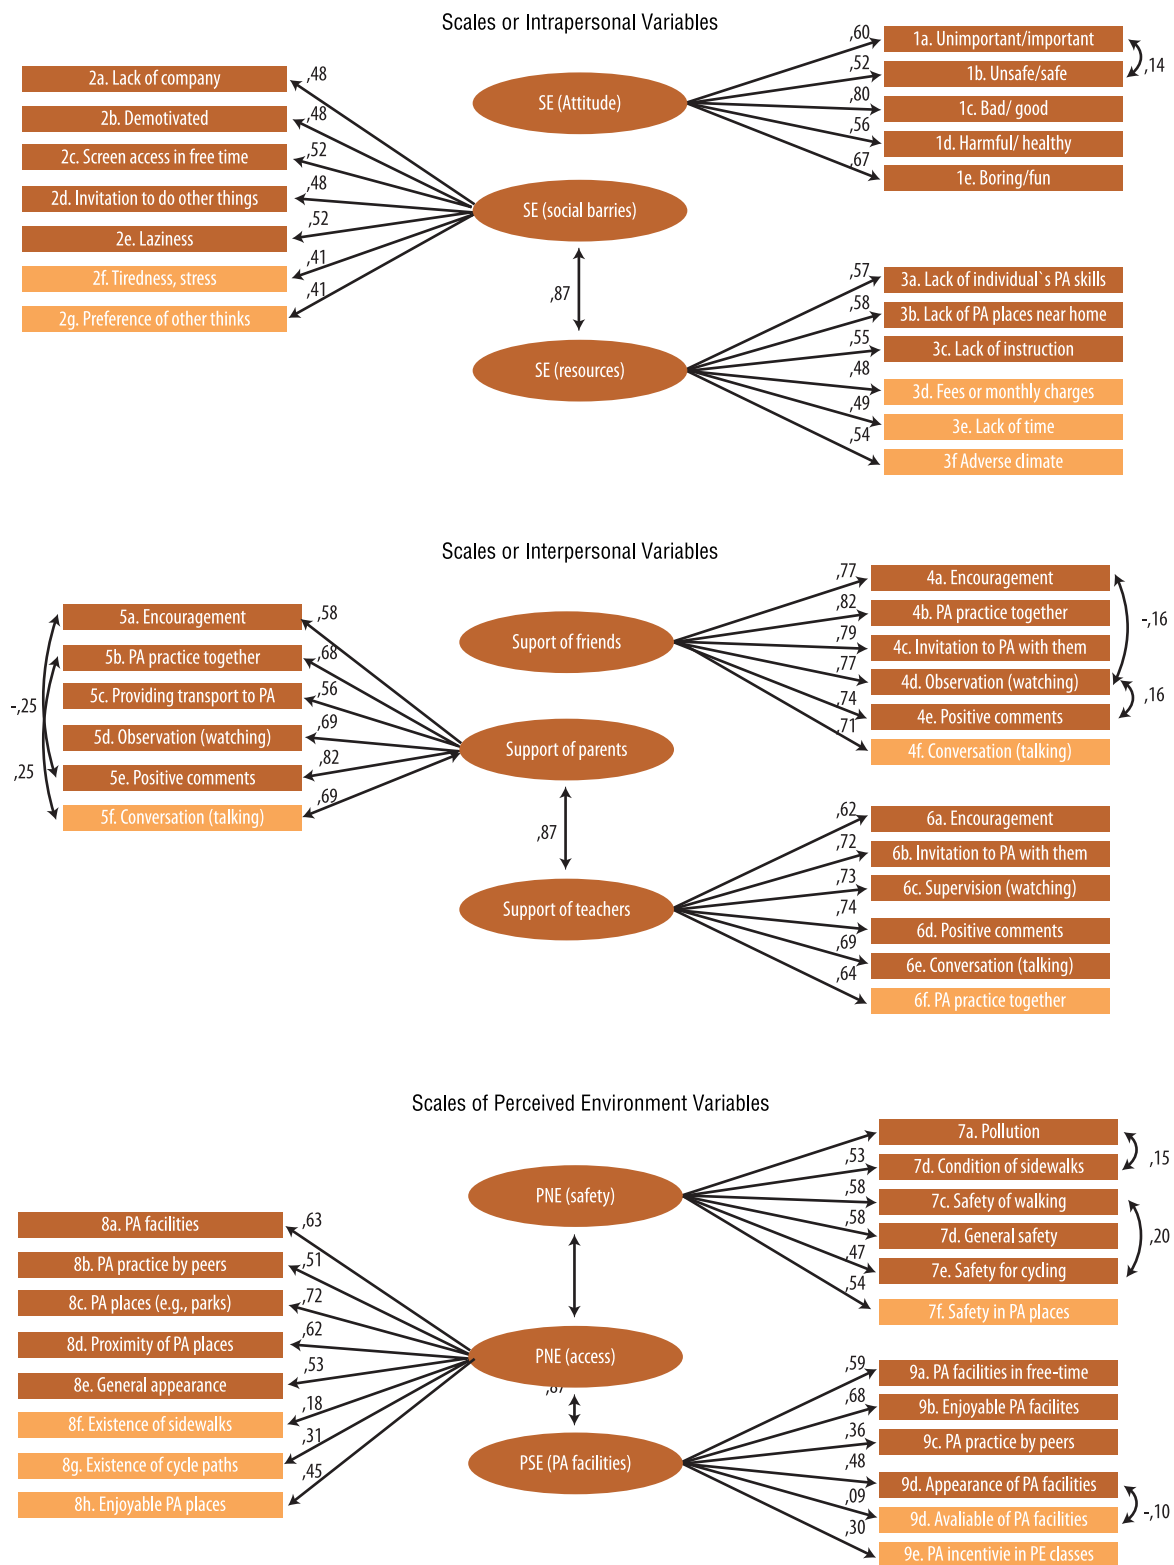 Scales or Intrapersonal Variables
2a. Lack of company
2b. Demotivated
2c. Screen access in free time
2d. Invitation to do other things
2e. Laziness
2f. Tiredness, stress
2g. Preference of other thinks
,48
,48
,52
,48
,52
,41
,41
SE (Attitude)
SE (social barries)
,87
SE (resources)
,60
,52
,80
,56
,67
1a. Unimportant/important
1b. Unsafe/safe
1c. Bad/ good
1d. Harmful/ healthy
1e. Boring/fun
,14
,57
,58
,55
,48
,49
,54
3a. Lack of individual`s PA skills
3b. Lack of PA places near home
3c. Lack of instruction
3d. Fees or monthly charges
3e. Lack of time
3f Adverse climate
Scales or Interpersonal Variables
5a. Encouragement
5b. PA practice together
5c. Providing transport to PA
5d. Observation (watching)
5e. Positive comments
5f. Conversation (talking)
-,25
,25
,58
,68
,56
,69
,82
,69
Suport of friends
Support of parents
,87
Support of teachers
,77
,82
,79
,77
,74
,71
4a. Encouragement
4b. PA practice together
4c. Invitation to PA with them
4d. Observation (watching)
4e. Positive comments
4f. Conversation (talking)
-,16
,16
,62
,72
,73
,74
,69
,64
6a. Encouragement
6b. Invitation to PA with them
6c. Supervision (watching)
6d. Positive comments
6e. Conversation (talking)
6f. PA practice together
Scales of Perceived Environment Variables
8a. PA facilities
8b. PA practice by peers
8c. PA places (e.g., parks)
8d. Proximity of PA places
8e. General appearance
8f. Existence of sidewalks
8g. Existence of cycle paths
8h. Enjoyable PA places
,63
,51
,72
,62
,53
,18
,31
,45
PNE (safety)
PNE (access)
,87
PSE (PA facilities)
,53
,58
,58
,47
,54
7a. Pollution
7d. Condition of sidewalks
7c. Safety of walking
7d. General safety
7e. Safety for cycling
7f. Safety in PA places
,15
,20
,59
,68
,36
,48
,09
,30
9a. PA facilities in free-time
9b. Enjoyable PA facilites
9c. PA practice by peers
9d. Appearance of PA facilities
9d. Avaliable of PA facilities
9e. PA incentivie in PE classes
-,10